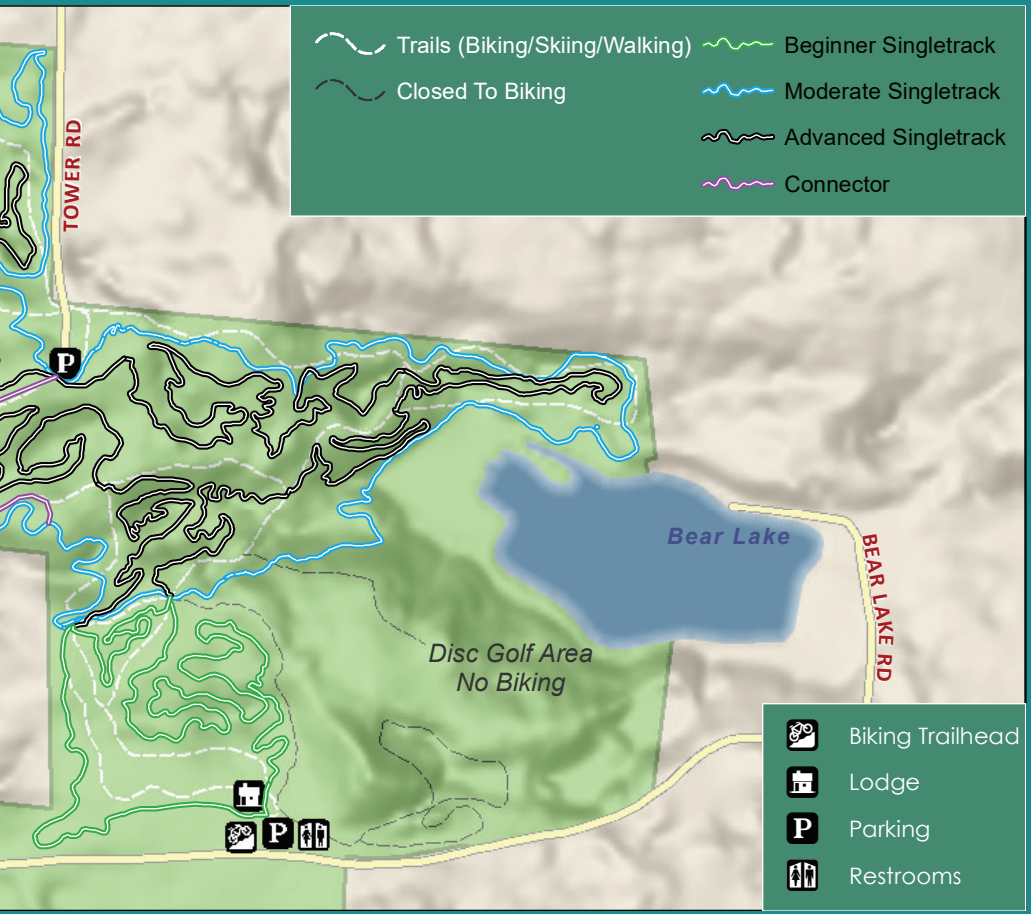 Trails (Biking/Skiing/Walking)
Closed To Biking
Beginner Singletrack
Moderate Singletrack
Advanced Singletrack
Connector
TOWER RD
P
Bear Lake
BEAR LAKE RD
Disc Golf Area
No Biking
P
Biking Trailhead
Lodge
P
Parking
Restrooms